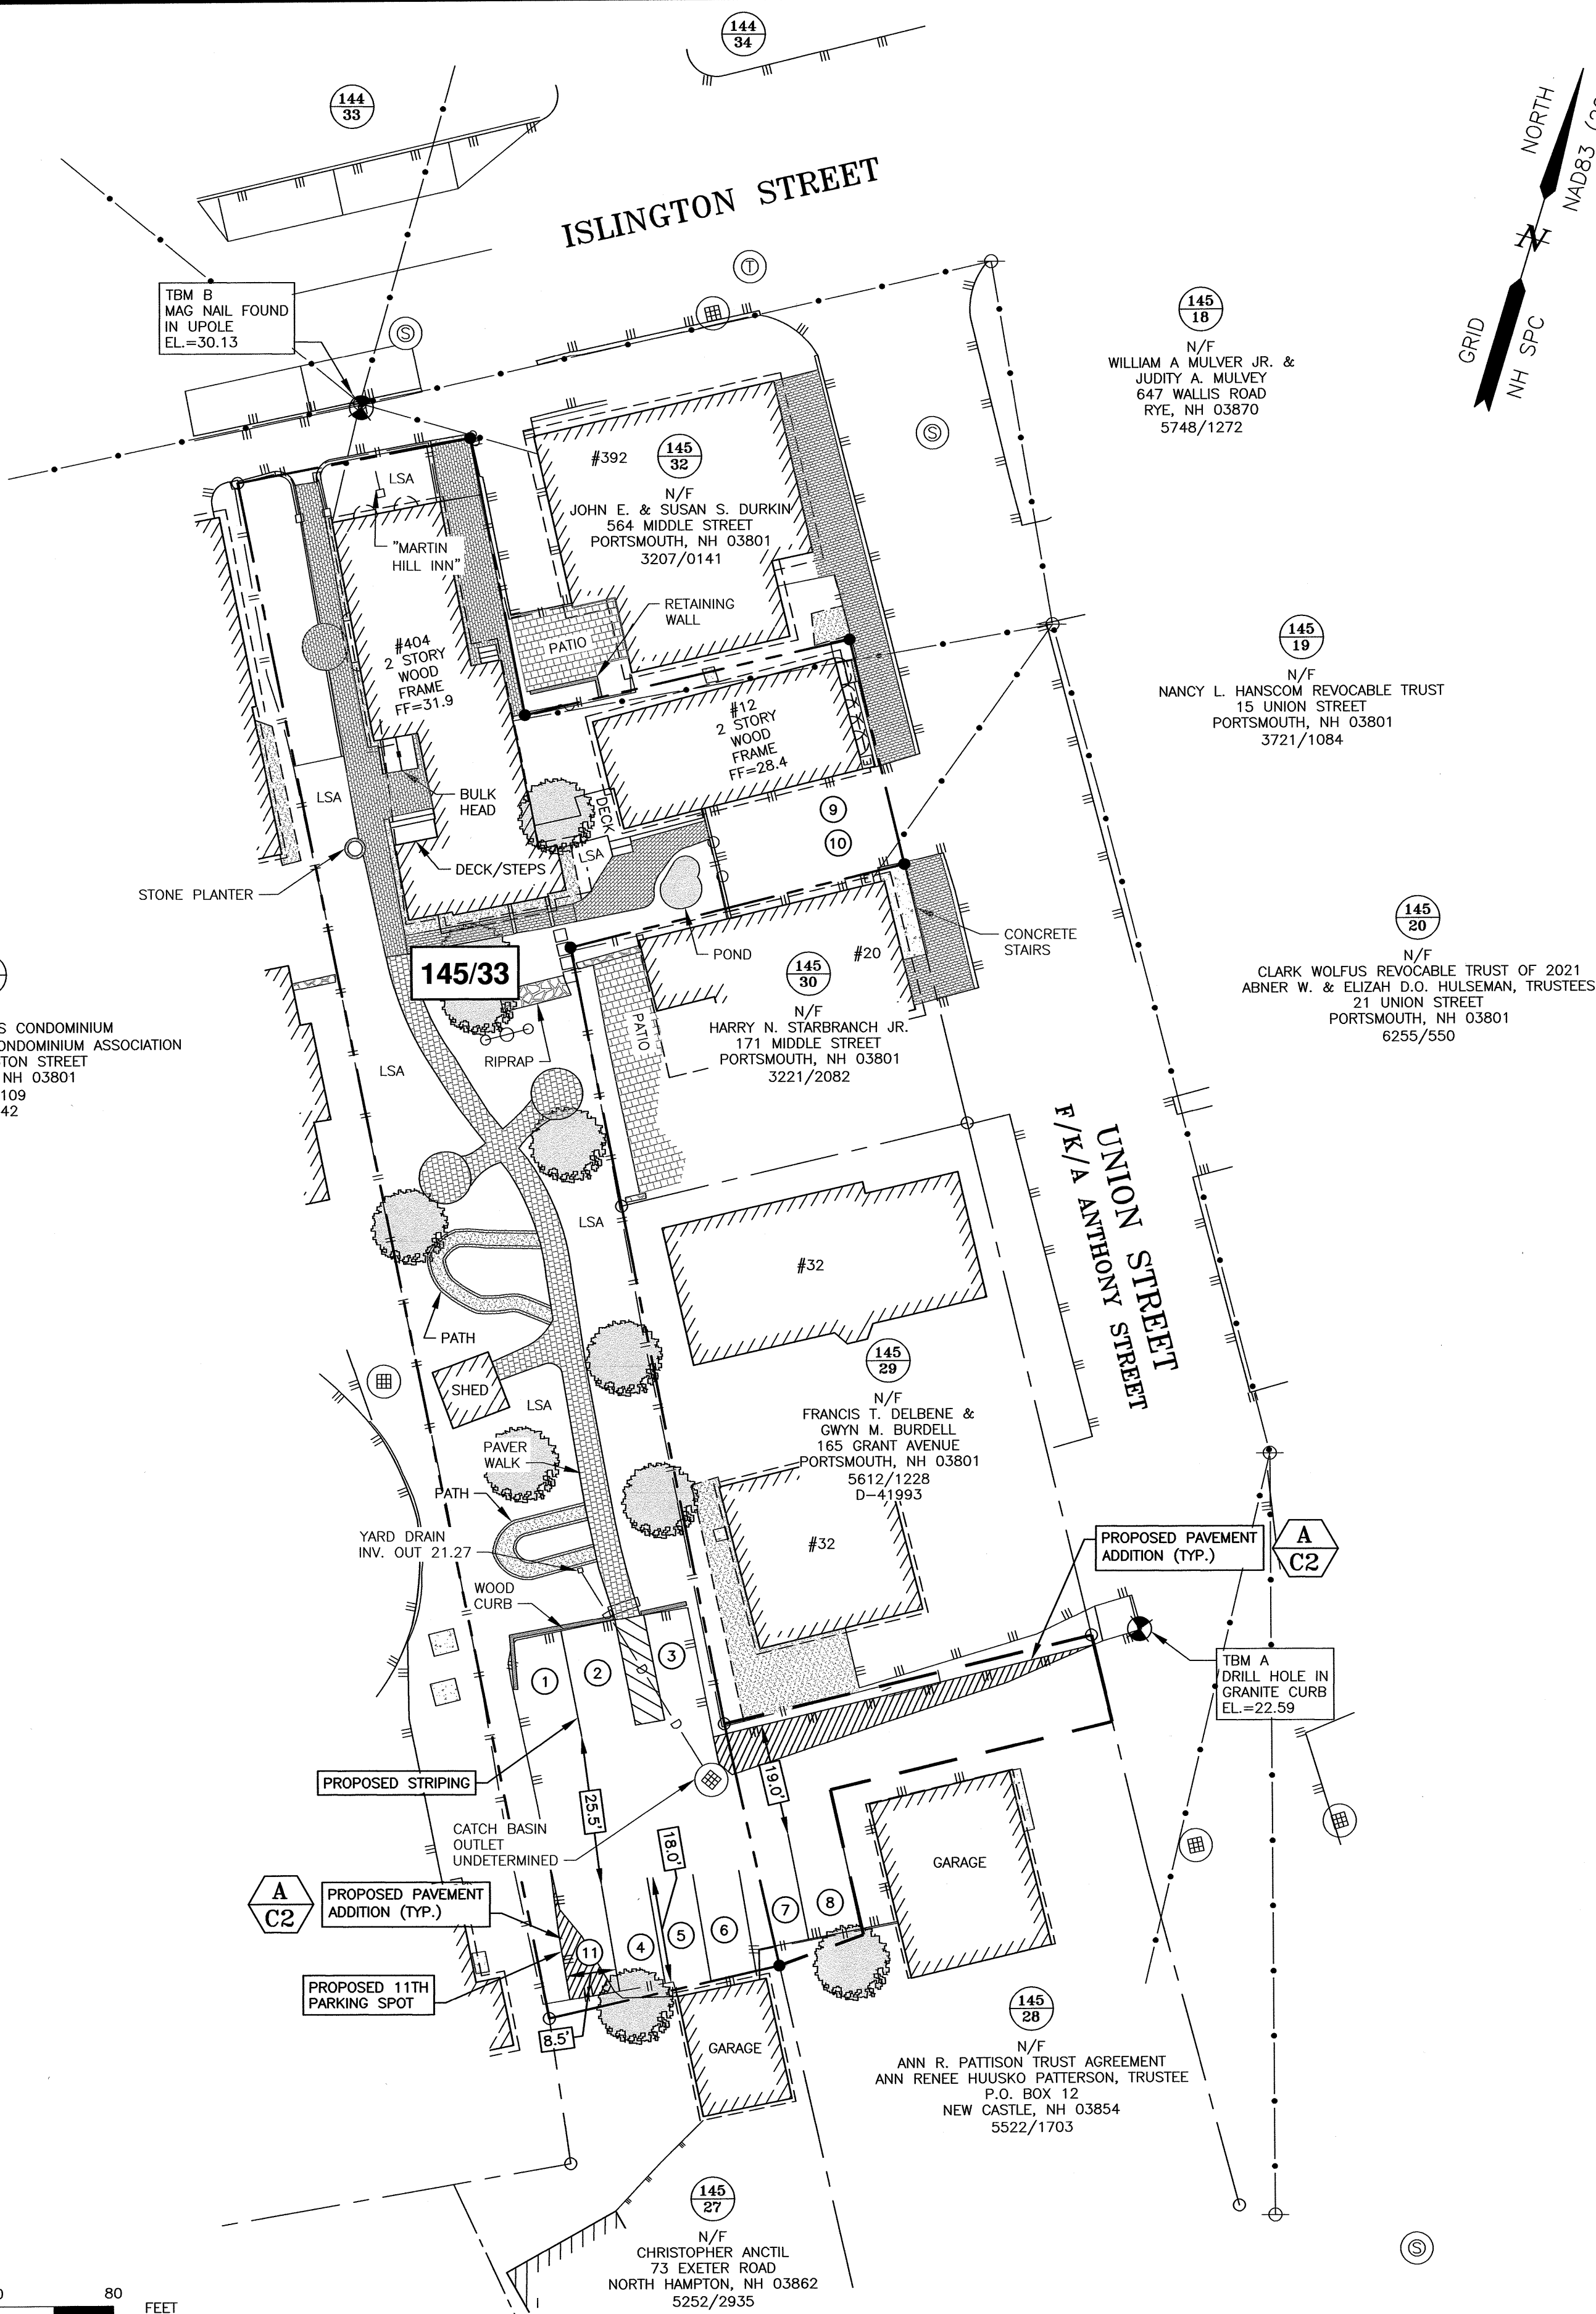 144
34
144
33
ISLINGTON STREET
NORTH
GRID
NH SPC
N
TBM B
MAG NAIL FOUND
IN UPOLE
EL.=30.13
S
T
S
145
18
N/F
WILLIAM A MULVER JR. &
JUDITY A. MULVEY
647 WALLIS ROAD
RYE, NH 03870
5748/1272
#392
145
32
N/F
JOHN E. & SUSAN S. DURKIN
564 MIDDLE STREET
PORTSMOUTH, NH 03801
3207/0141
LSA
"MARTIN
HILL INN"
RETAINING
WALL
PATIO
#404
2 STORY
WOOD
FRAME
FF=31.9
#12
2 STORY
WOOD
FRAME
FF=28.4
145
19
N/F
NANCY L. HANSCOM REVOCABLE TRUST
15 UNION STREET
PORTSMOUTH, NH 03801
3721/1084
LSA
BULK
HEAD
DECK
9
10
LSA
DECK/STEPS
STONE PLANTER
POND
CONCRETE
STAIRS
145
20
N/F
CLARK WOLFUS REVOCABLE TRUST OF 2021
ABNER W. & ELIZAH D.O. HULSEMAN, TRUSTEES
21 UNION STREET
PORTSMOUTH, NH 03801
6255/550
145/33
145
30
#20
N/F
HARRY N. STARBRANCH JR.
171 MIDDLE STREET
PORTSMOUTH, NH 03801
3221/2082
PATIO
RIPRAP
LSA
S CONDOMINIUM
ONDOMINIUM ASSOCIATION
TON STREET
NH 03801
109
42
UNION STREET
F/K/A ANTHONY STREET
LSA
#32
PATH
SHED
LSA
145
29
N/F
FRANCIS T. DELBENE &
GWYN M. BURDELL
165 GRANT AVENUE
PORTSMOUTH, NH 03801
5612/1228
D-41993
PAVER
WALK
PATH
YARD DRAIN
INV. OUT 21.27
#32
PROPOSED PAVEMENT
ADDITION (TYP.)
A
C2
WOOD
CURB
1
2
3
D
D
TBM A
DRILL HOLE IN
GRANITE CURB
EL.=22.59
PROPOSED STRIPING
25.5'
19.0'
18.0'
CATCH BASIN
OUTLET
UNDETERMINED
GARAGE
A
C2
PROPOSED PAVEMENT
ADDITION (TYP.)
11
4
5
6
7
8
PROPOSED 11TH
PARKING SPOT
8.5'
GARAGE
145
28
N/F
ANN R. PATTISON TRUST AGREEMENT
ANN RENEE HUUSKO PATTERSON, TRUSTEE
P.O. BOX 12
NEW CASTLE, NH 03854
5522/1703
145
27
N/F
CHRISTOPHER ANCTIL
73 EXETER ROAD
NORTH HAMPTON, NH 03862
5252/2935
S
80
FEET